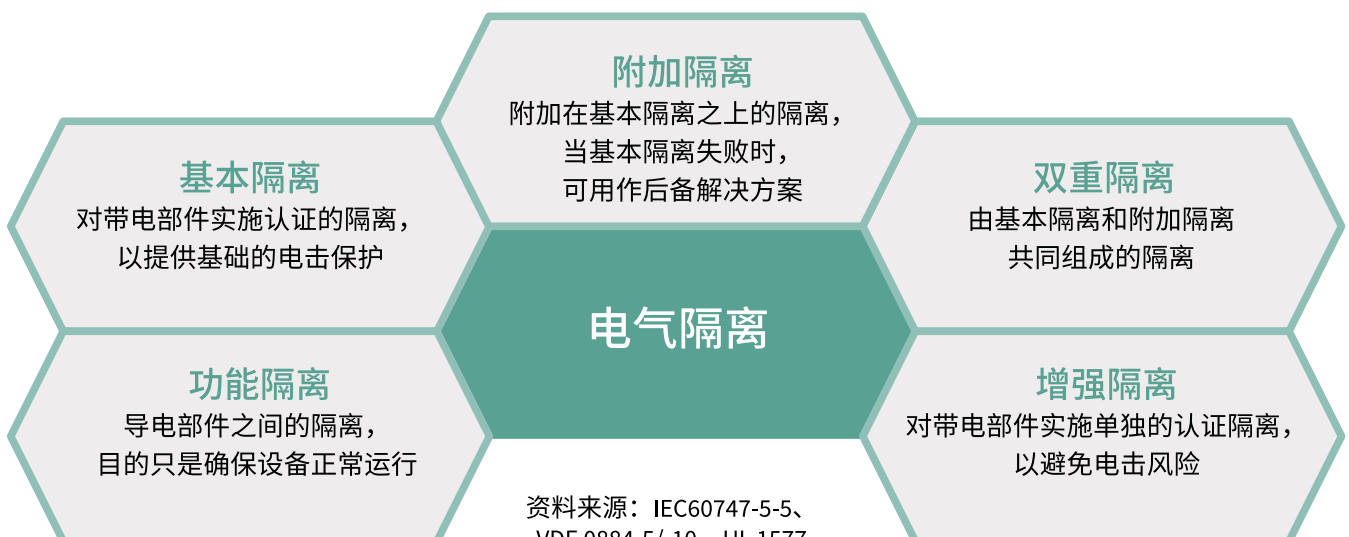 附加隔离
附加在基本隔离之上的隔离，
当基本隔离失败时，
可用作后备解决方案
基本隔离
对带电部件实施认证的隔离，
以提供基础的电击保护
双重隔离
由基本隔离和附加隔离
共同组成的隔离
电气隔离
功能隔离
导电部件之间的隔离，
目的只是确保设备正常运行
增强隔离
对带电部件实施单独的认证隔离，
以避免电击风险
资料来源：IEC60747-5-5、
VDE 0884-5/-10、UL 1577